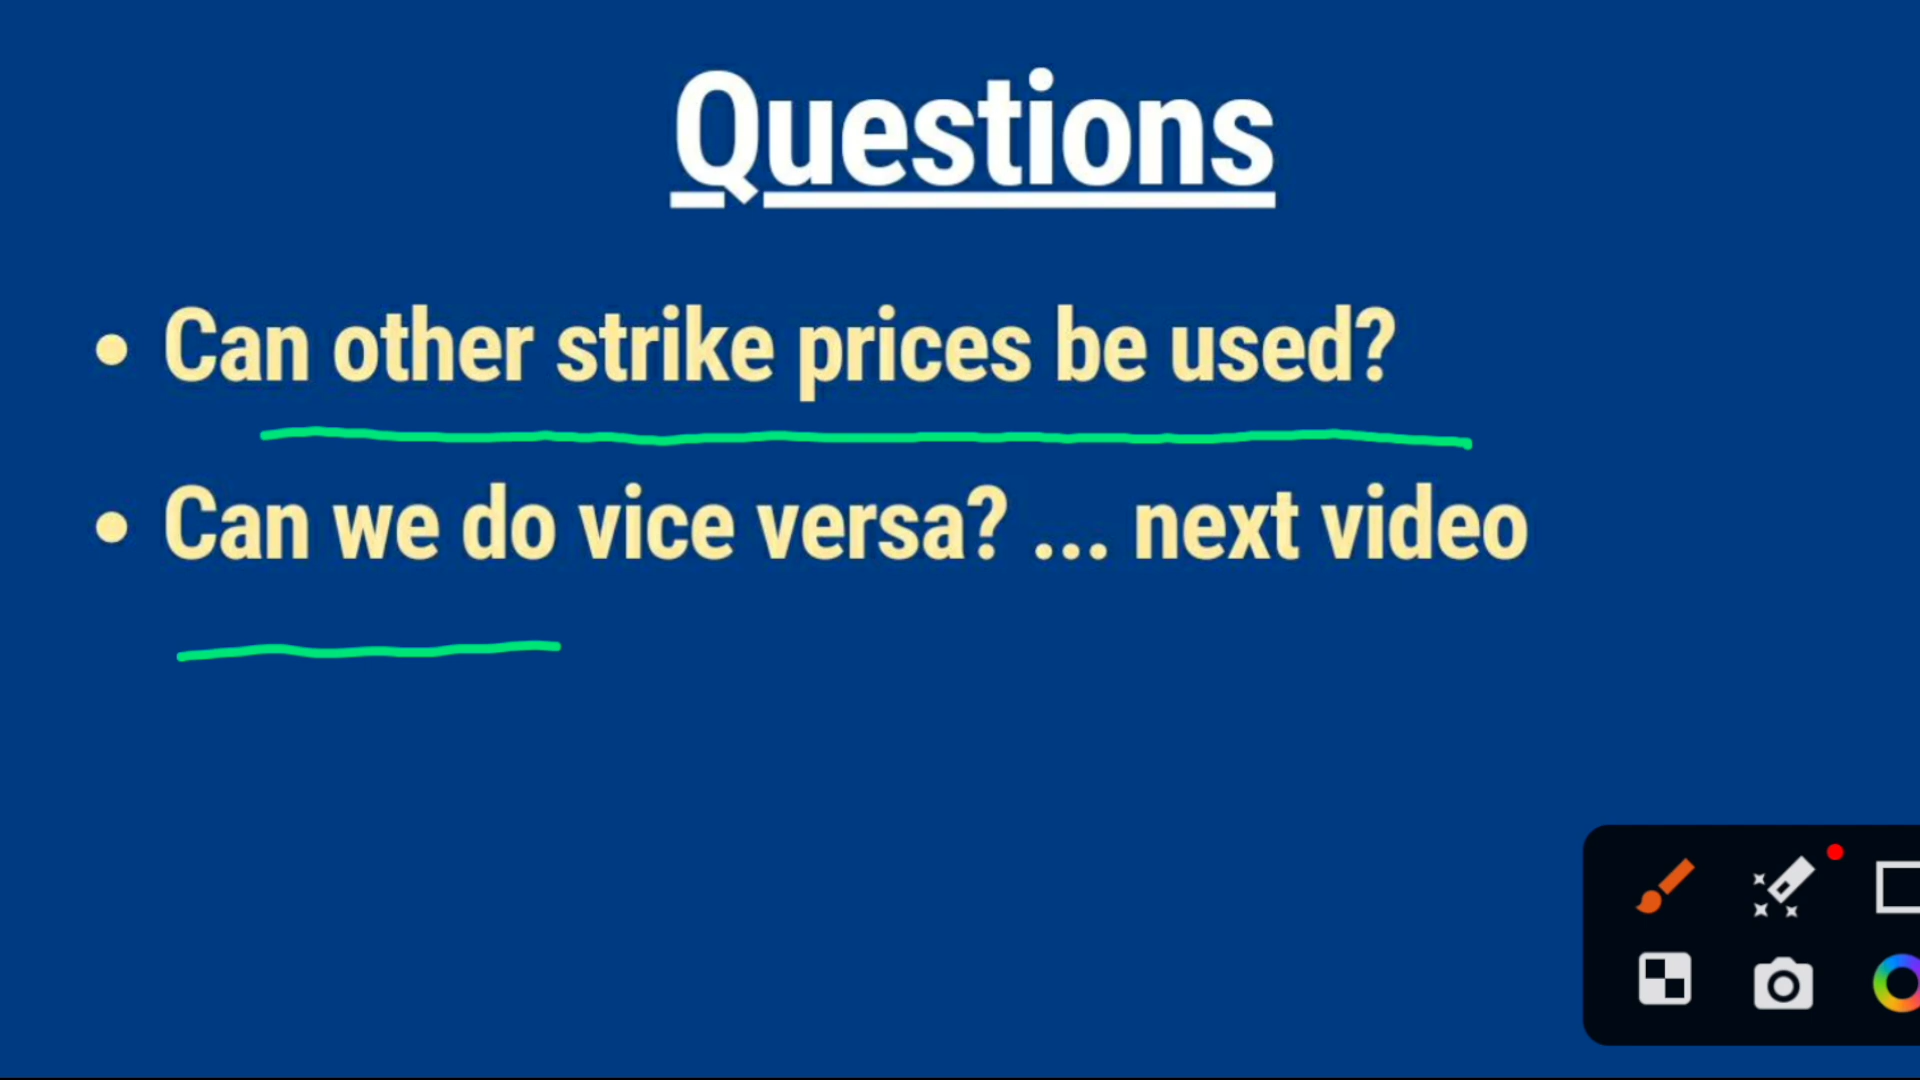 Questions
• Can other strike prices be used?
• Can we do vice versa? ... next video